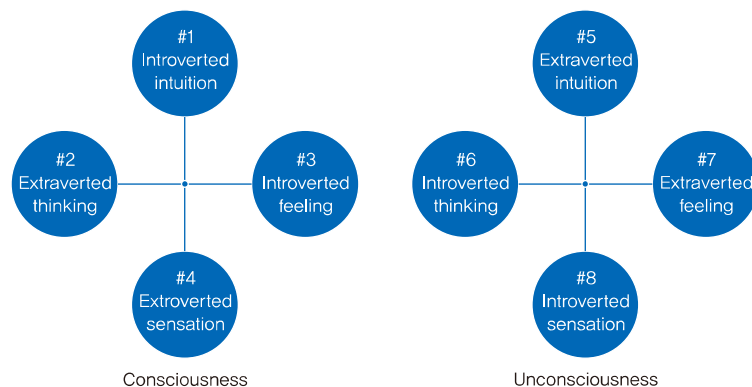 #1
Introverted
intuition
#2
Extraverted
thinking
#3
Introverted
feeling
#4
Extroverted
sensation
Consciousness
#5
Extraverted
intuition
#6
Introverted
thinking
#7
Extraverted
feeling
#8
Introverted
sensation
Unconsciousness